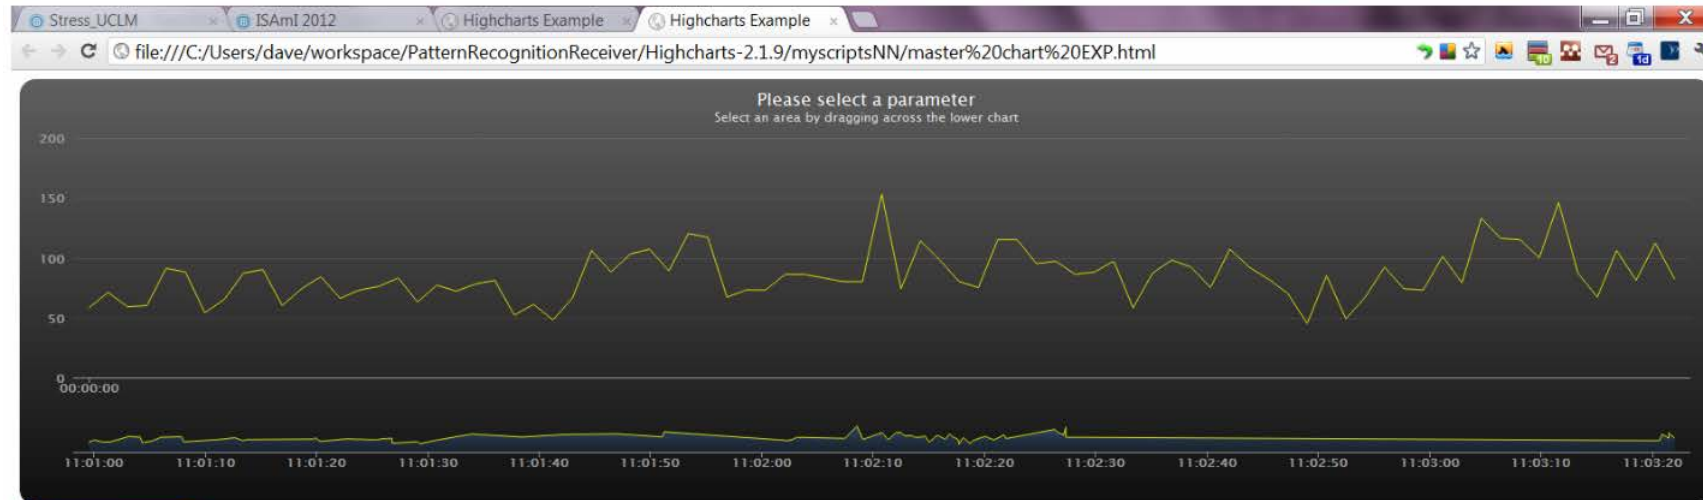 Stress_UCLM
ISAmI 2012
Highcharts Example
Highcharts Example
file:///C:/Users/dave/workspace/PatternRecognitionReceiver/Highcharts-2.1.9/myscriptsNN/master%20chart%20EXP.html
10
2
1d
Please select a parameter
Select an area by dragging across the lower chart
200
150
100
50
0
00:00:00
11:01:00 11:01:10 11:01:20 11:01:30 11:01:40 11:01:50 11:02:00 11:02:10 11:02:20 11:02:30 11:02:40 11:02:50 11:03:00 11:03:10 11:03:20